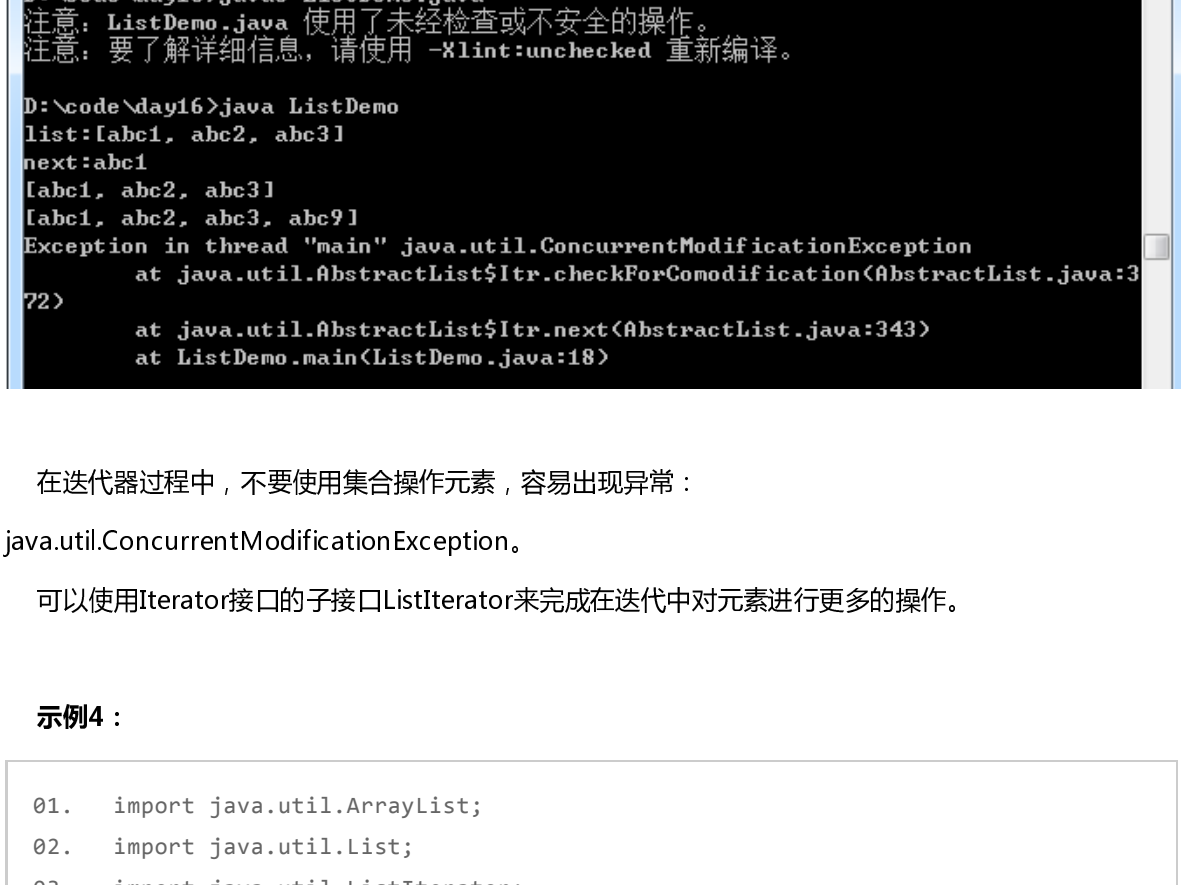 注意：ListDemo.java 使用了未经检查或不安全的操作。
注意：要了解详细信息，请使用 -Xlint:unchecked 重新编译。
D:\code\day16>java ListDemo
list:[abc1, abc2, abc3]
next:abc1
[abc1, abc2, abc3]
[abc1, abc2, abc3, abc9]
Exception in thread "main" java.util.ConcurrentModificationException
at java.util.AbstractList$Itr.checkForComodification(AbstractList.java:3
72)
at java.util.AbstractList$Itr.next(AbstractList.java:343)
at ListDemo.main(ListDemo.java:18)
在迭代器过程中，不要使用集合操作元素，容易出现异常：
java.util.ConcurrentModificationException。
可以使用Iterator接口的子接口ListIterator来完成在迭代中对元素进行更多的操作。
示例4：
01. import java.util.ArrayList;
02. import java.util.List;
03. import java.util.ListIterator;